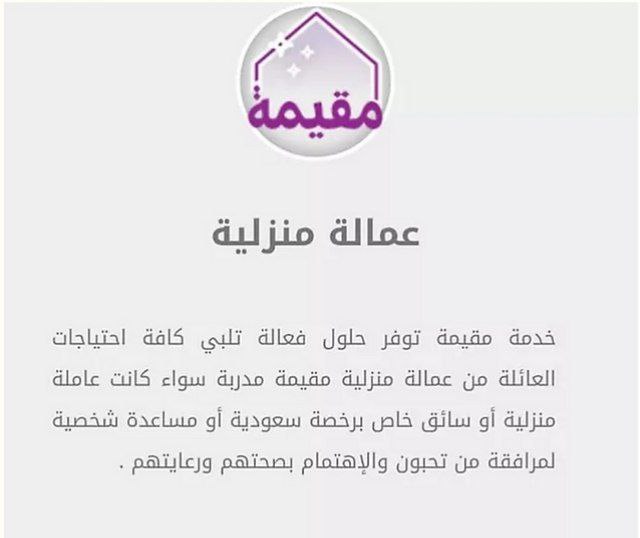 مقيمة
عمالة منزلية
خدمة مقيمة توفر حلول فعالة تلبي كافة احتياجات
العائلة من عمالة منزلية مقيمة مدربة سواء كانت عاملة
منزلية أو سائق خاص برخصة سعودية أو مساعدة شخصية
لمرافقة من تحبون والإهتمام بصحتهم ورعايتهم .